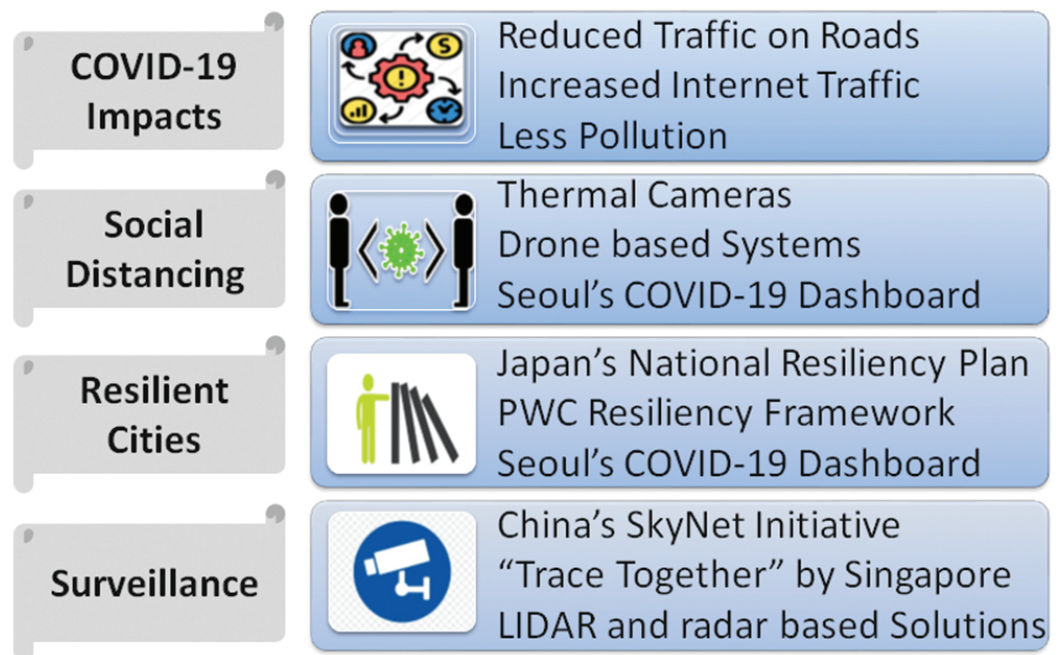 COVID-19
Impacts
Reduced Traffic on Roads
Increased Internet Traffic
Less Pollution
Social
Distancing
Thermal Cameras
Drone based Systems
Seoul’s COVID-19 Dashboard
Resilient
Cities
Japan’s National Resiliency Plan
PWC Resiliency Framework
Seoul’s COVID-19 Dashboard
Surveillance
China’s SkyNet Initiative
“Trace Together” by Singapore
LIDAR and radar based Solutions